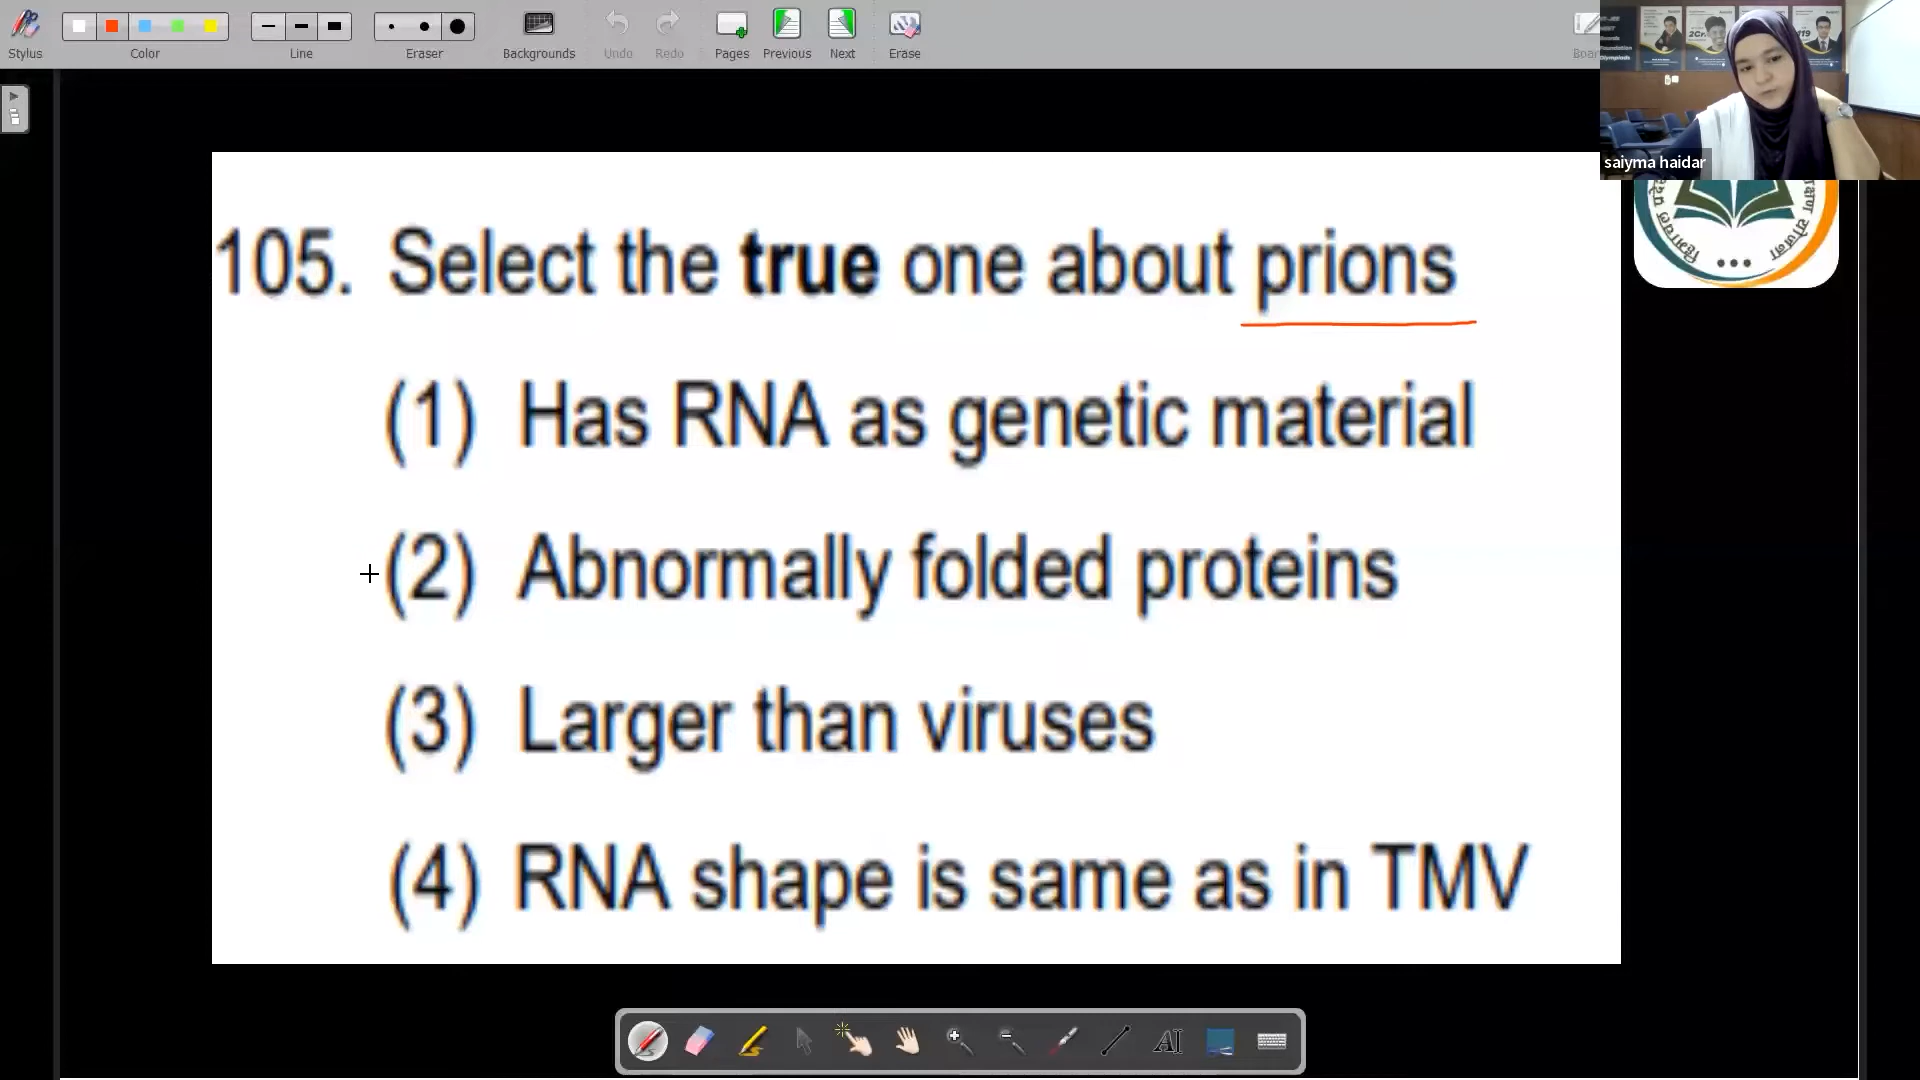 Stylus
Color
Line
Eraser
Backgrounds
Undo
Redo
Pages
Previous
Next
Erase
saiyma haidar
105. Select the true one about prions
(1) Has RNA as genetic material
(2) Abnormally folded proteins
(3) Larger than viruses
(4) RNA shape is same as in TMV